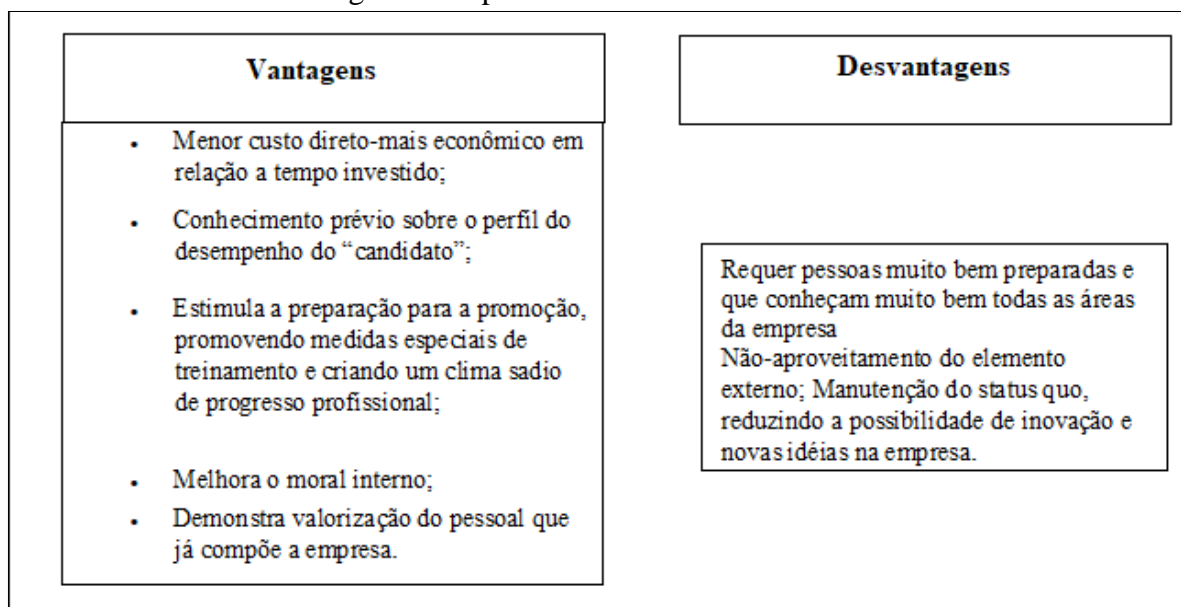 Vantagens
• Menor custo direto-mais econômico em
relação a tempo investido;
• Conhecimento prévio sobre o perfil do
desempenho do “candidato”;
• Estimula a preparação para a promoção,
promovendo medidas especiais de
treinamento e criando um clima sadio
de progresso profissional;
• Melhora o moral interno;
• Demonstra valorização do pessoal que
já compõe a empresa.
Desvantagens
Requer pessoas muito bem preparadas e
que conheçam muito bem todas as áreas
da empresa
Não-aproveitamento do elemento
externo; Manutenção do status quo,
reduzindo a possibilidade de inovação e
novas idéias na empresa.